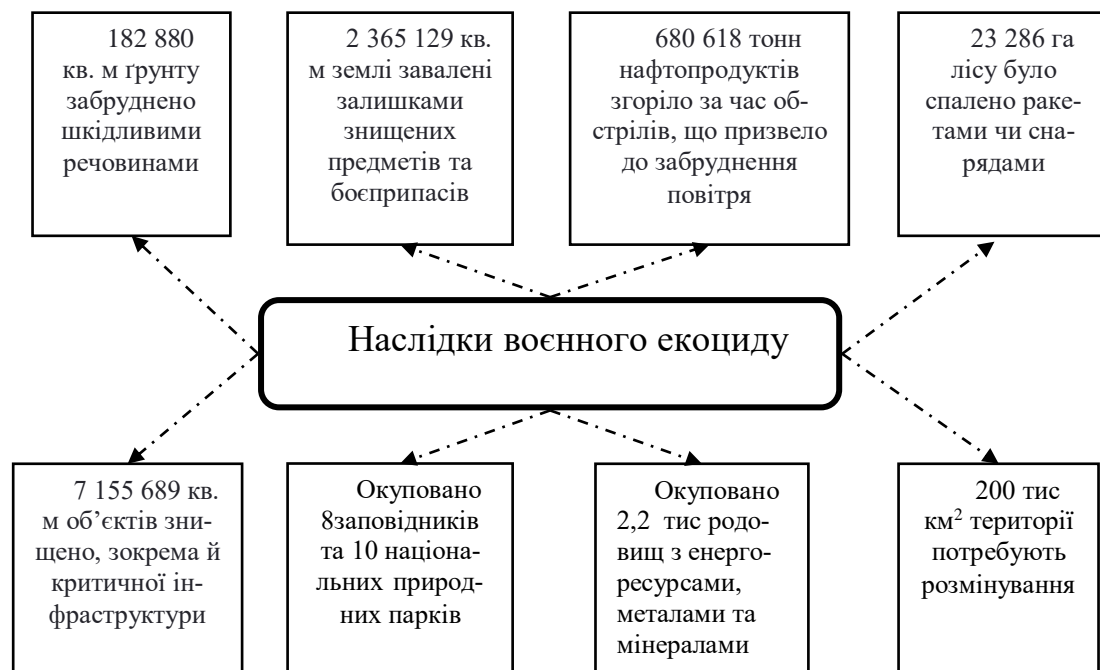 182 880
кв. м ґрунту
забруднено
шкідливими
речовинами
2 365 129 кв.
м землі завалені
залишками
знищених
предметів та
боєприпасів
680 618 тонн
нафтопродуктів
згоріло за час об-
стрілів, що призвело
до забруднення
повітря
23 286 га
лісу було
спалено раке-
тами чи сна-
рядами
Наслідки воєнного екоциду
7 155 689 кв.
м об’єктів зни-
щено, зокрема й
критичної ін-
фраструктури
Окуповано
8заповідників
та 10 націона-
льних природ-
них парків
Окуповано
2,2 тис родо-
вищ з енерго-
ресурсами,
металами та
мінералами
200 тис
км² території
потребують
розмінування